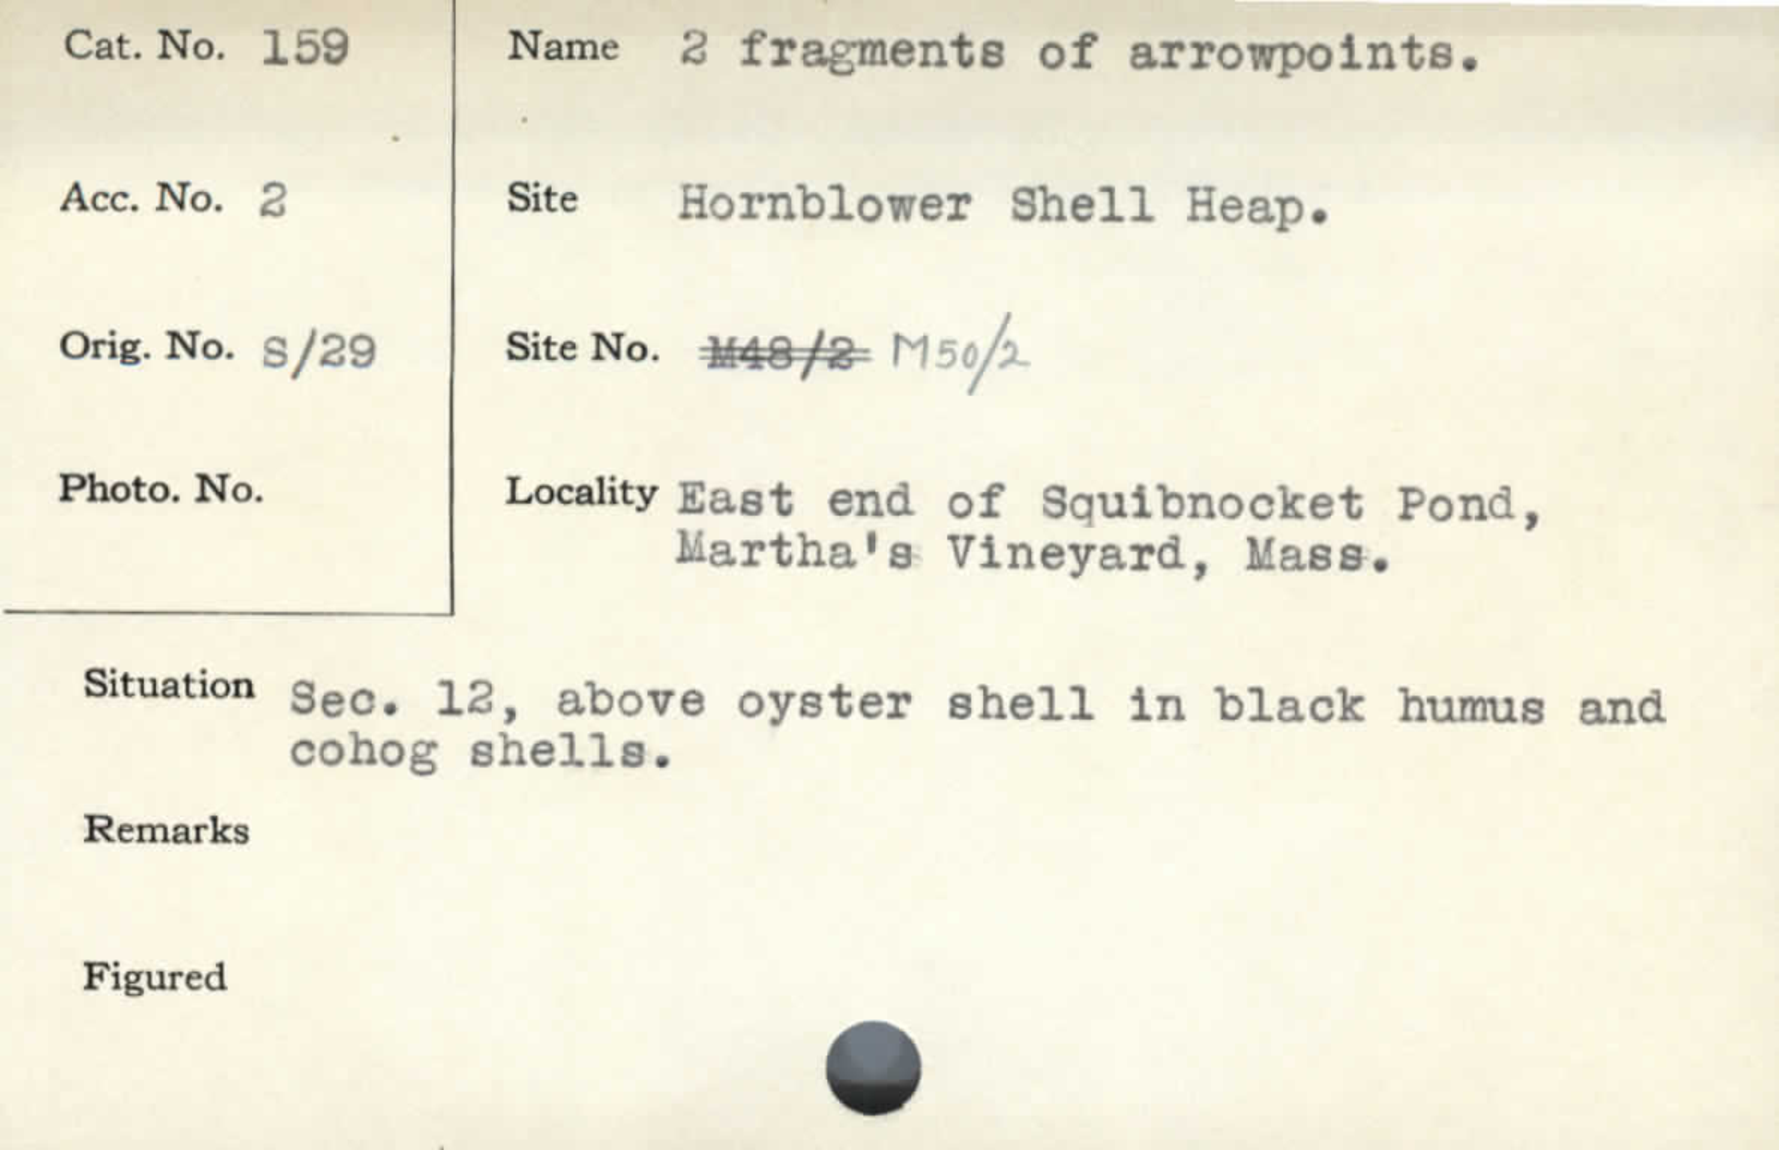 Cat. No. 159
Name 2 fragments of arrowpoints.
Acc. No. 2
Site Hornblower Shell Heap.
Orig. No. S/29
Site No. M48/2 M50/2
Photo. No.
Locality East end of Squibnocket Pond,
Martha's Vineyard, Mass.
Situation Sec. 12, above oyster shell in black humus and
cohog shells.
Remarks
Figured